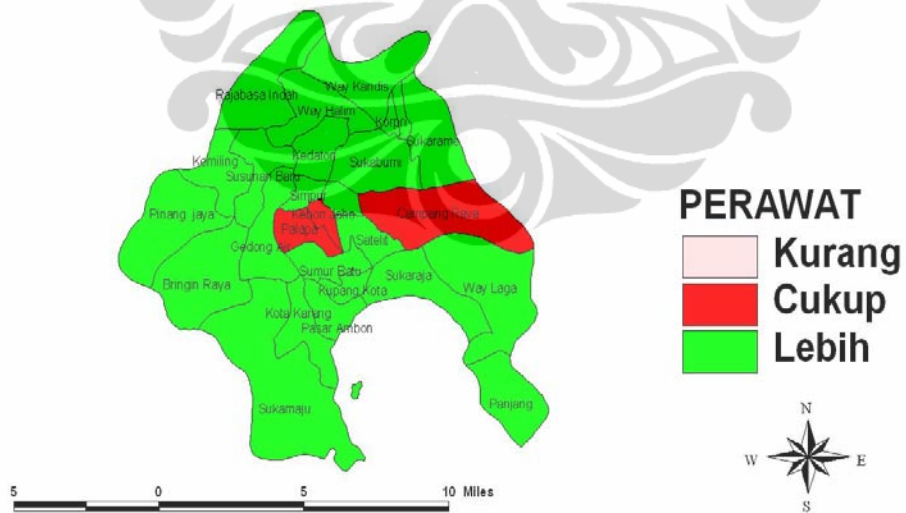 Way Kandis
Rajabasa Indah
Way Halim
Korpri
Sukarame
Kedaton
Sukabumi
Kemiling
Susunan Baru
Simpur
Pinang jaya
Kebon Jahe
Campang Raya
Palapa
Gedong Air
Satelit
Sumur Batu
Sukaraja
Bringin Raya
Kupang Kota
Way Laga
Kota Karang
Pasar Ambon
Sukamaju
Panjang
PERAWAT
Kurang
Cukup
Lebih
N
W E
S
5 0 5 10 Miles